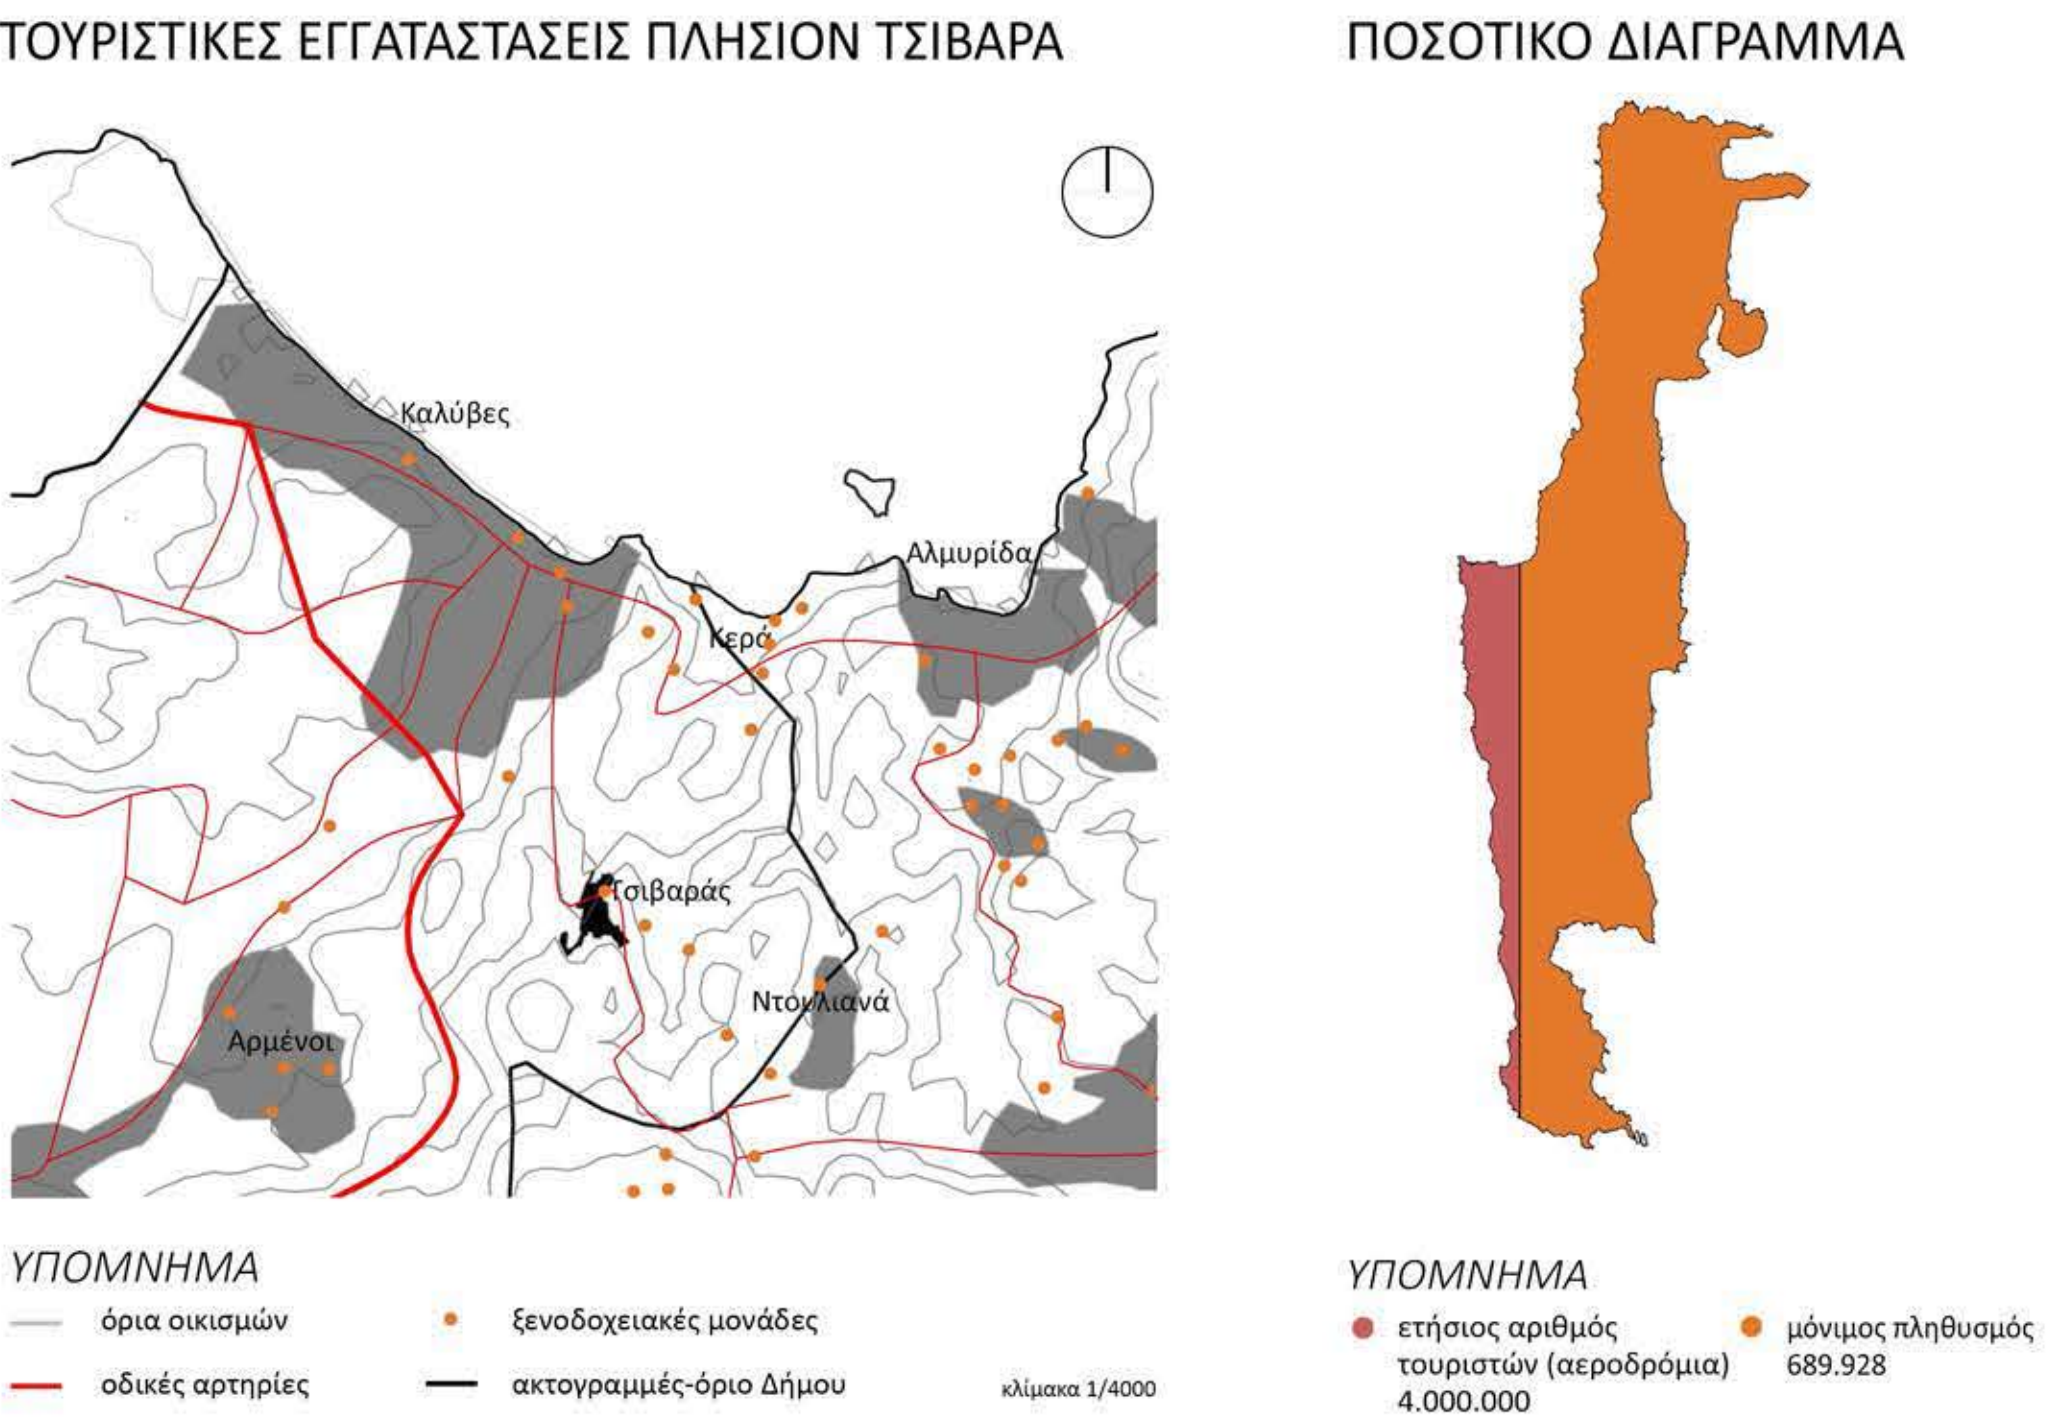 ΤΟΥΡΙΣΤΙΚΕΣ ΕΓΓΑΤΑΣΤΑΣΕΙΣ ΠΛΗΣΙΟΝ ΤΣΙΒΑΡΑ
Καλύβες
Αλμυρίδα
Κερά
Τσιβαράς
Ντουλιανά
Αρμένοι
ΥΠΟΜΝΗΜΑ
όρια οικισμών
ξενοδοχειακές μονάδες
οδικές αρτηρίες
ακτογραμμές-όριο Δήμου
κλίμακα 1/4000
ΠΟΣΟΤΙΚΟ ΔΙΑΓΡΑΜΜΑ
ΥΠΟΜΝΗΜΑ
ετήσιος αριθμός
τουριστών (αεροδρόμια)
4.000.000
μόνιμος πληθυσμός
689.928